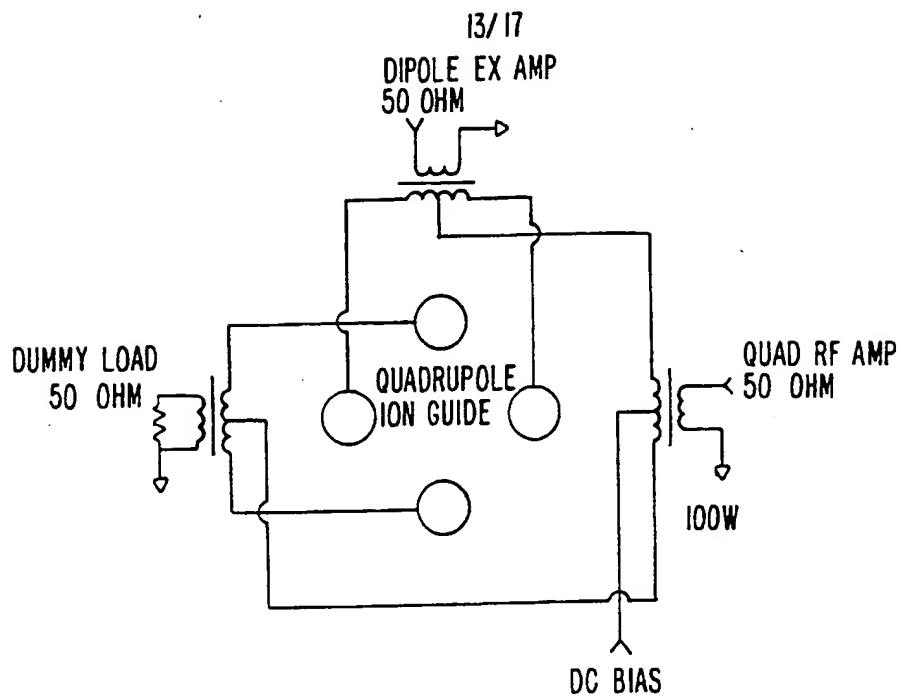 13/17
DIPOLE EX AMP
50 OHM
DUMMY LOAD
50 OHM
QUADRUPOLE
ION GUIDE
QUAD RF AMP
50 OHM
100W
DC BIAS